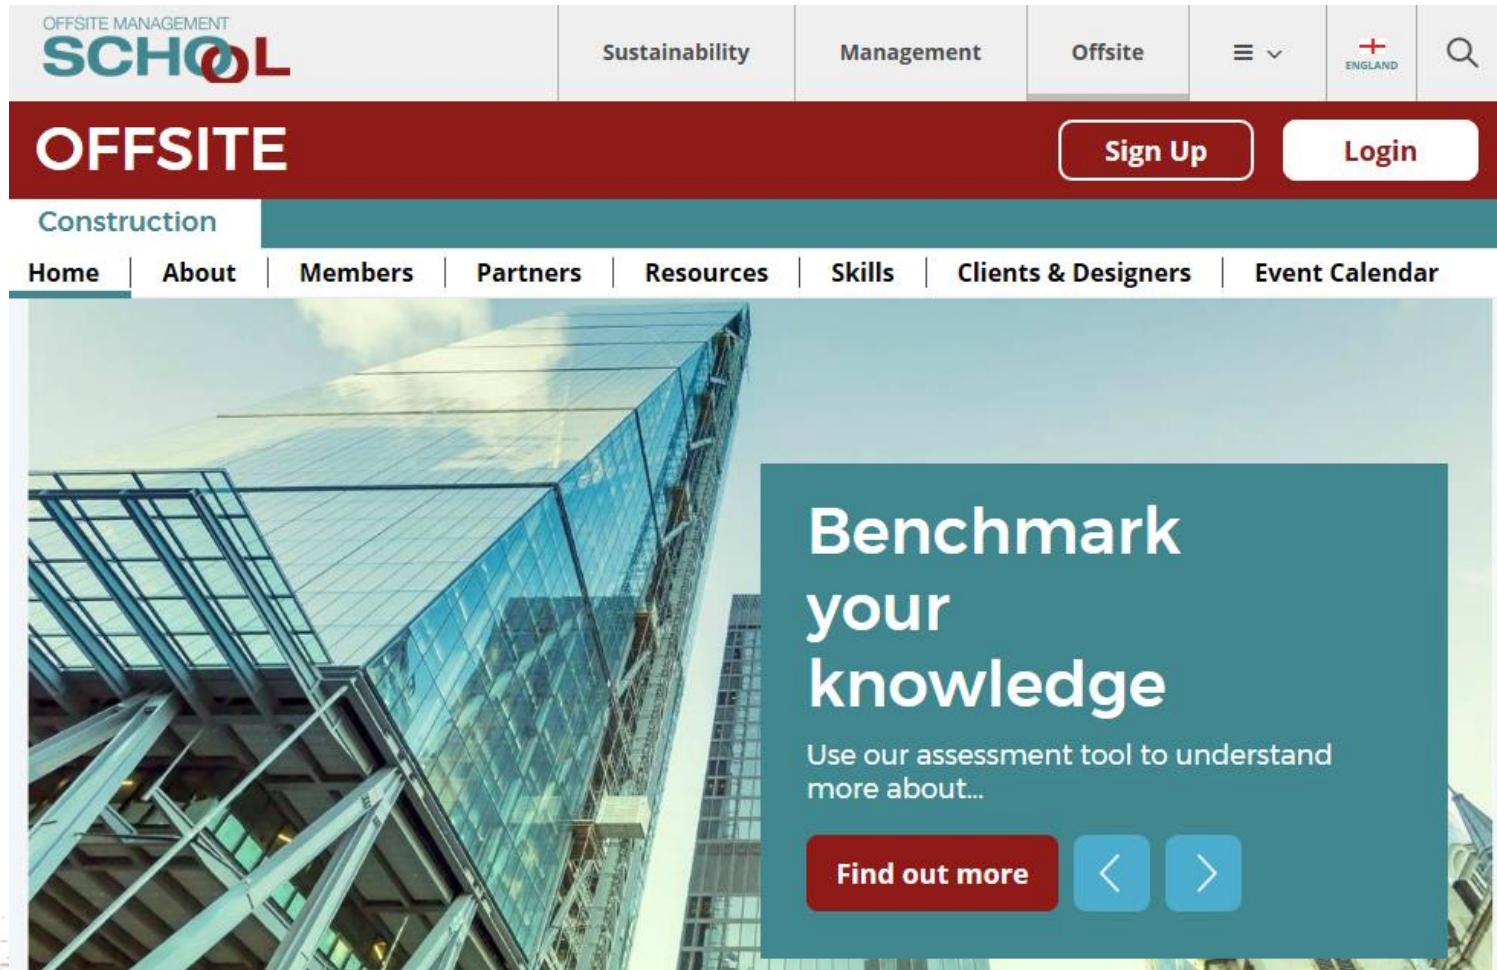 OFFSITE MANAGEMENT
SCHOOL
Sustainability
Management
Offsite
ENGLAND
OFFSITE
Sign Up
Login
Construction
Home
About
Members
Partners
Resources
Skills
Clients & Designers
Event Calendar
Benchmark
your
knowledge
Use our assessment tool to understand
more about...
Find out more